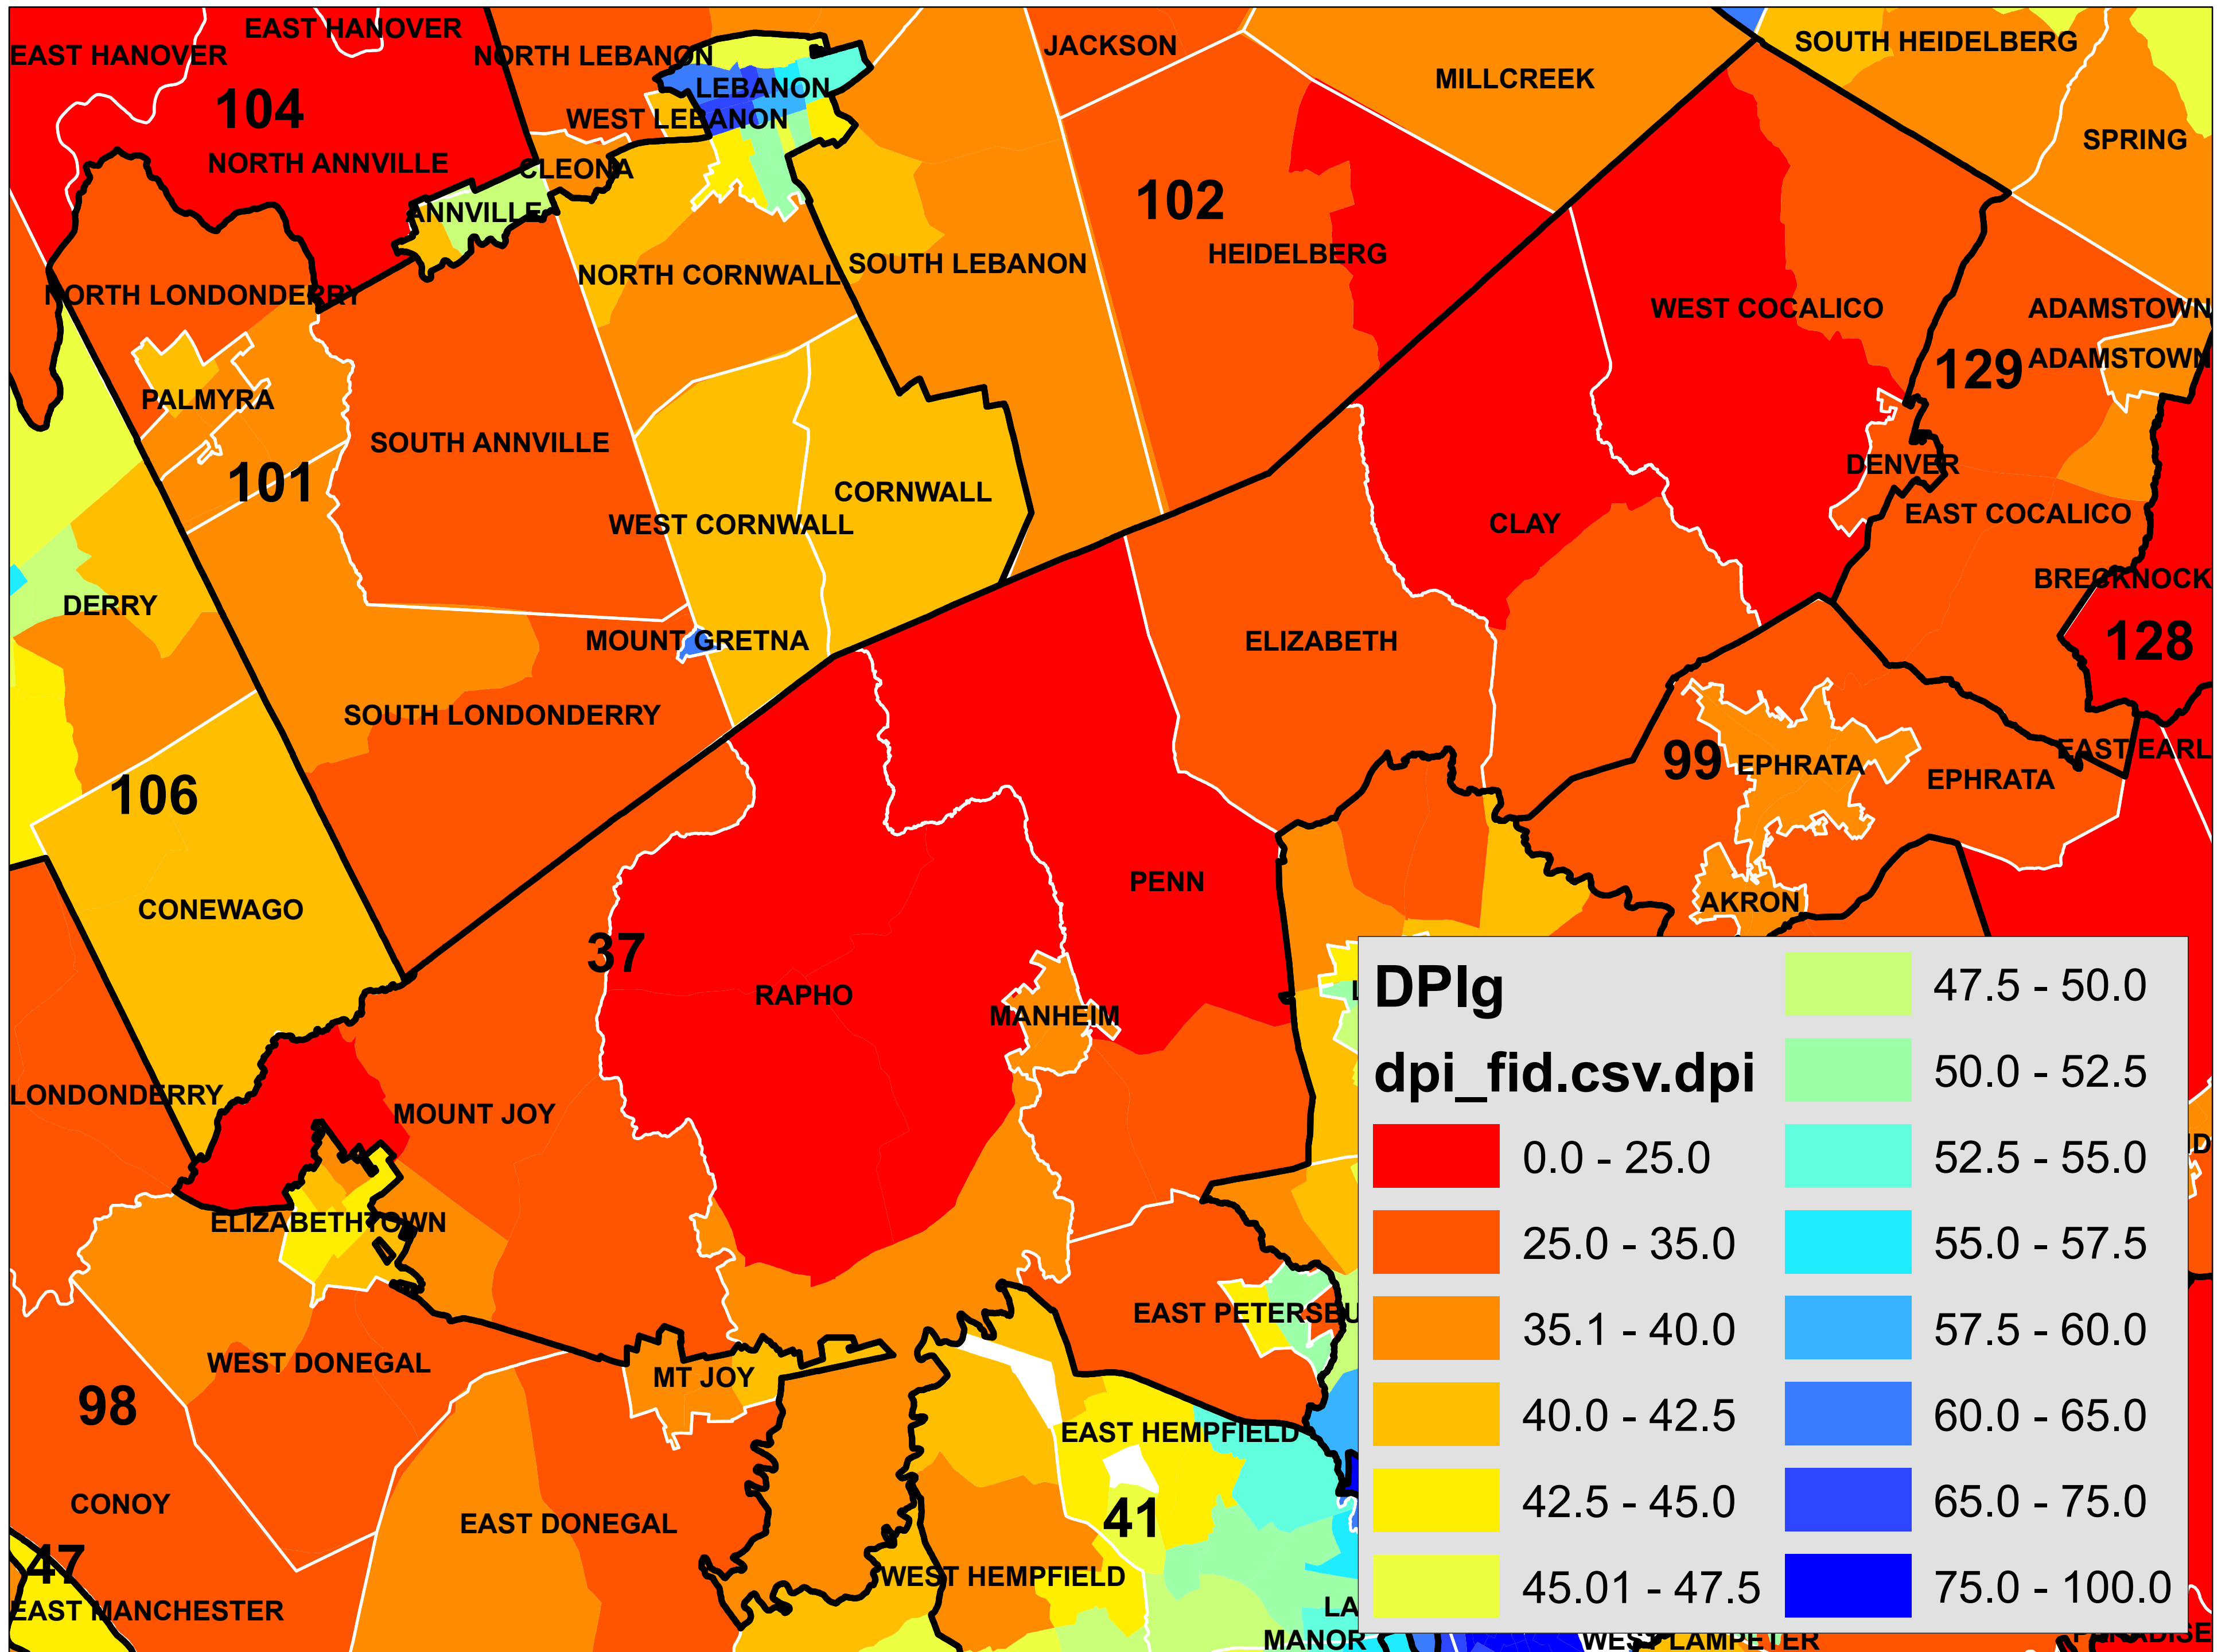 EAST HANOVER
EAST HANOVER
NORTH LEBANON
JACKSON
SOUTH HEIDELBERG
MILLCREEK
LEBANON
104
WEST LEBANON
SPRING
NORTH ANNVILLE
CLEONA
102
ANNVILLE
HEIDELBERG
SOUTH LEBANON
NORTH CORNWALL
NORTH LONDONDERRY
WEST COCALICO
ADAMSTOWN
129
ADAMSTOWN
PALMYRA
SOUTH ANNVILLE
DENVER
101
CORNWALL
EAST COCALICO
WEST CORNWALL
CLAY
BRECKNOCK
DERRY
MOUNT GRETNA
ELIZABETH
128
SOUTH LONDONDERRY
EAST EARL
99
EPHRATA
EPHRATA
106
PENN
AKRON
CONEWAGO
37
RAPHO
MANHEIM
LONDONDERRY
MOUNT JOY
ELIZABETHTOWN
EAST PETERSBU
WEST DONEGAL
MT JOY
98
EAST HEMPFIELD
CONOY
41
EAST DONEGAL
47
WEST HEMPFIELD
EAST MANCHESTER
LA
MANOR
WEST LAMPETER
PARADISE
DPIg
dpi_fid.csv.dpi
0.0 - 25.0
25.0 - 35.0
35.1 - 40.0
40.0 - 42.5
42.5 - 45.0
45.01 - 47.5
47.5 - 50.0
50.0 - 52.5
52.5 - 55.0
55.0 - 57.5
57.5 - 60.0
60.0 - 65.0
65.0 - 75.0
75.0 - 100.0